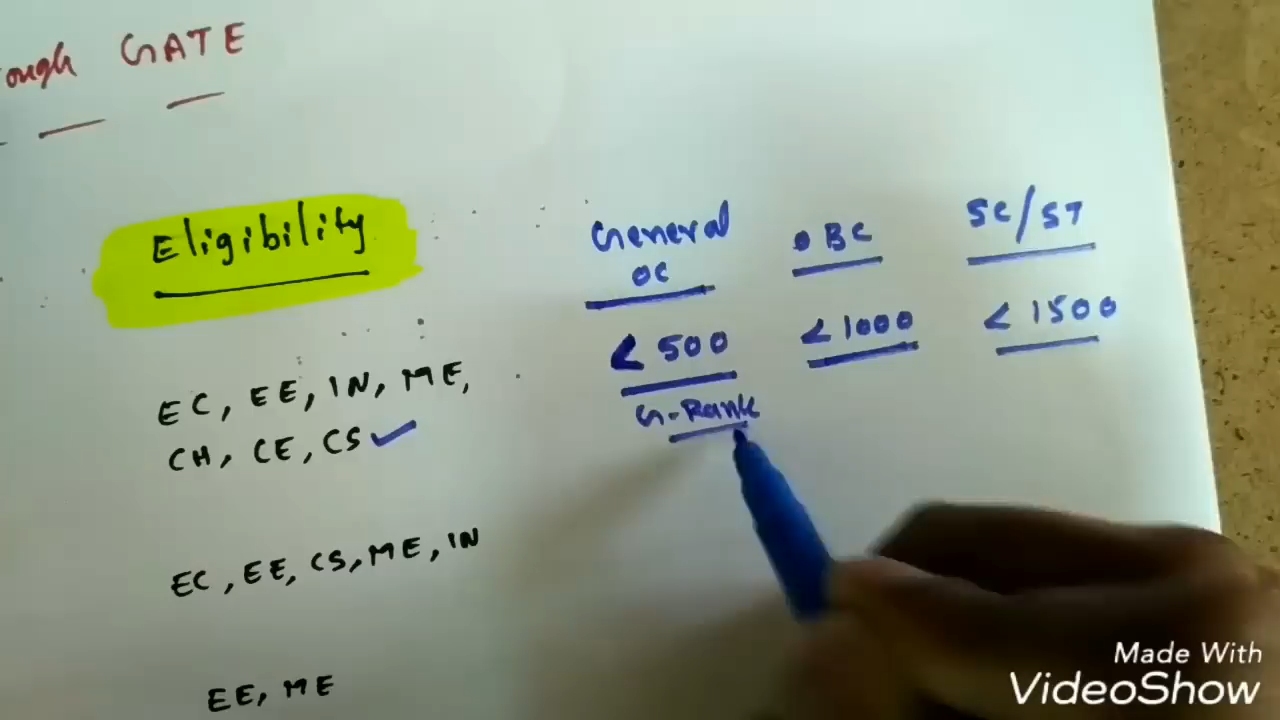 ough GATE
Eligibility
General OBC SC/ST
OC
< 500 < 1000 < 1500
G-Rank
EC, EE, IN, ME,
CH, CE, CS ✓
EC, EE, CS, ME, IN
EE, ME
Made With
VideoShow